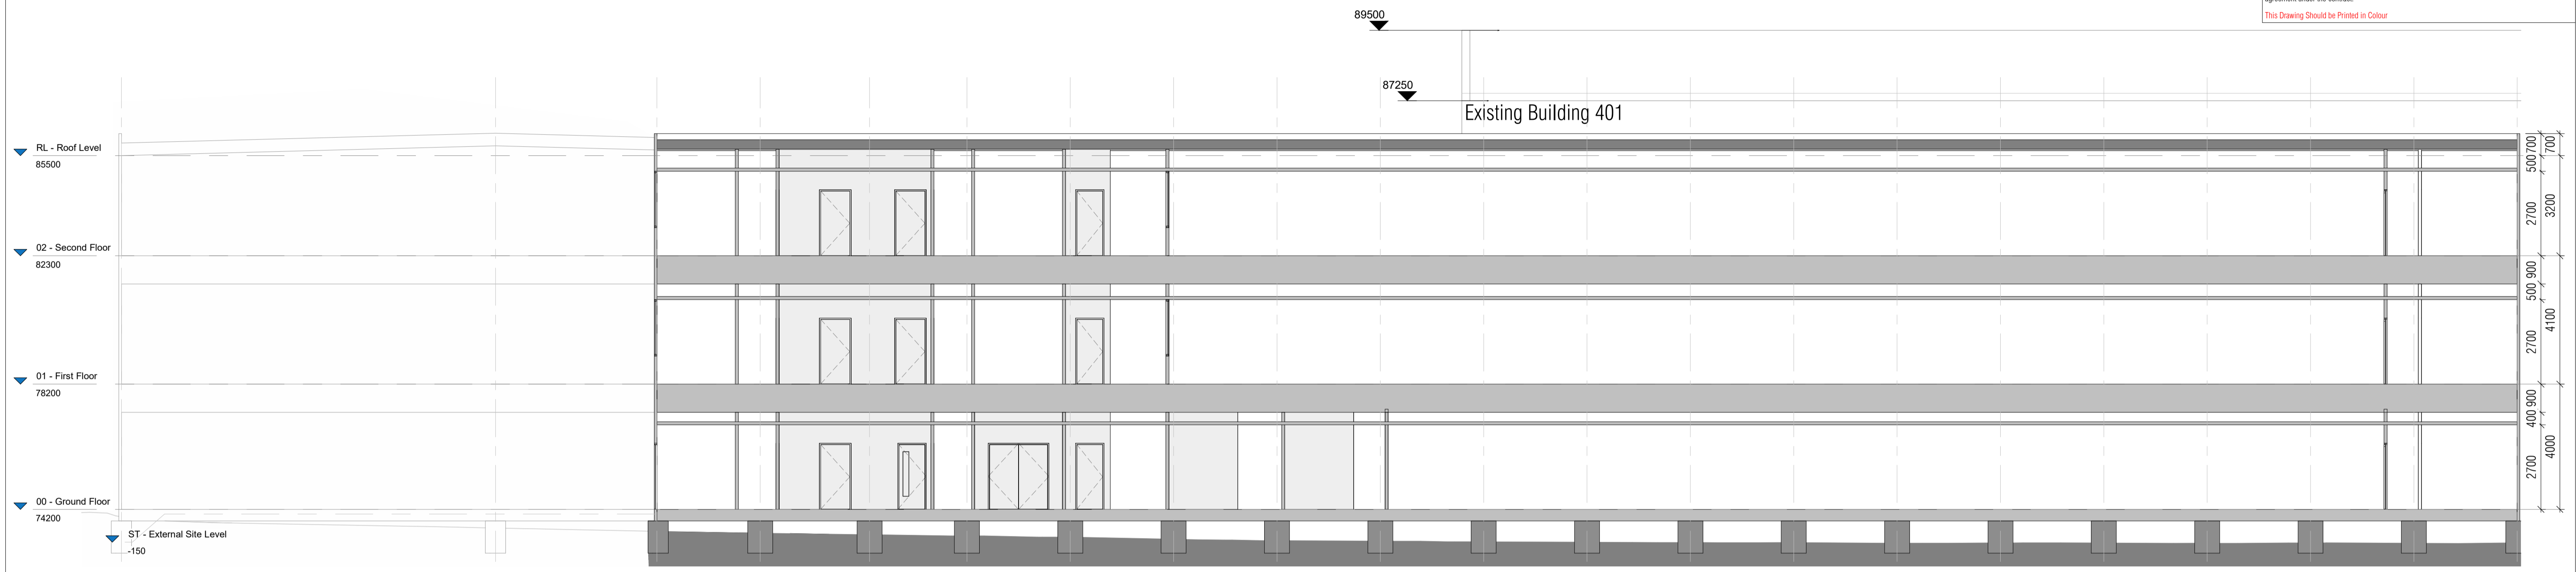 This Drawing Should be Printed in Colour
89500
87250
Existing Building 401
RL - Roof Level
85500
02 - Second Floor
82300
01 - First Floor
78200
00 - Ground Floor
74200
ST - External Site Level
-150
700
700
500
2700
3200
900
500
2700
4100
900
400
2700
4000